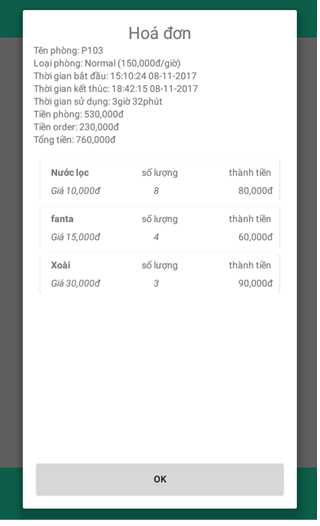 Hoá đơn
Tên phòng: P103
Loại phòng: Normal (150,000đ/giờ)
Thời gian bắt đầu: 15:10:24 08-11-2017
Thời gian kết thúc: 18:42:15 08-11-2017
Thời gian sử dụng: 3giờ 32phút
Tiền phòng: 530,000đ
Tiền order: 230,000đ
Tổng tiền: 760,000đ
Nước lọc số lượng thành tiền
Giá 10,000đ 8 80,000đ
fanta số lượng thành tiền
Giá 15,000đ 4 60,000đ
Xoài số lượng thành tiền
Giá 30,000đ 3 90,000đ
OK